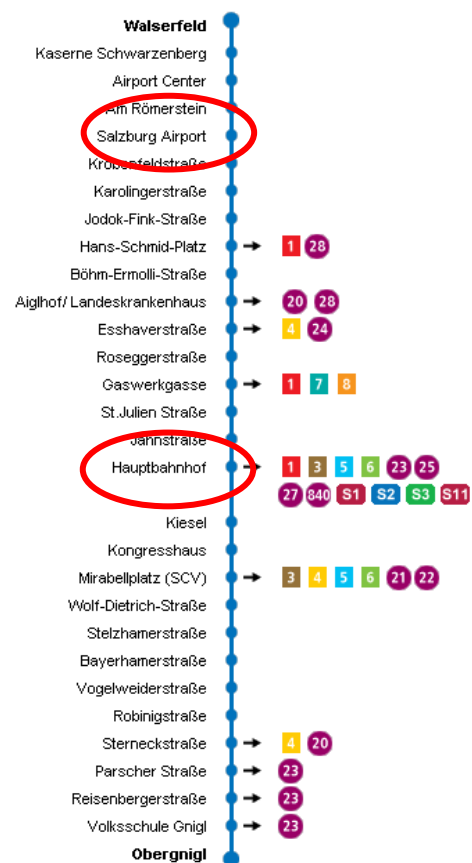 Walserfeld
Kaserne Schwarzenberg
Airport Center
Am Römerstein
Salzburg Airport
Kröbenfeldstraße
Karolingerstraße
Jodok-Fink-Straße
Hans-Schmid-Platz 1 28
Böhm-Ermolli-Straße
Aiglhof/ Landeskrankenhaus 20 28
Esshaverstraße 4 24
Roseggerstraße
Gaswerkgasse 1 7 8
St.Julien Straße
Jahnstraße
Hauptbahnhof 1 3 5 6 23 25
27 840 S1 S2 S3 S11
Kiesel
Kongresshaus
Mirabellplatz (SCV) 3 4 5 6 21 22
Wolf-Dietrich-Straße
Stelzhamerstraße
Bayerhamerstraße
Vogelweiderstraße
Robinigstraße
Sterneckstraße 4 20
Parscher Straße 23
Reisenbergerstraße 23
Volksschule Gnigl 23
Obergnigl